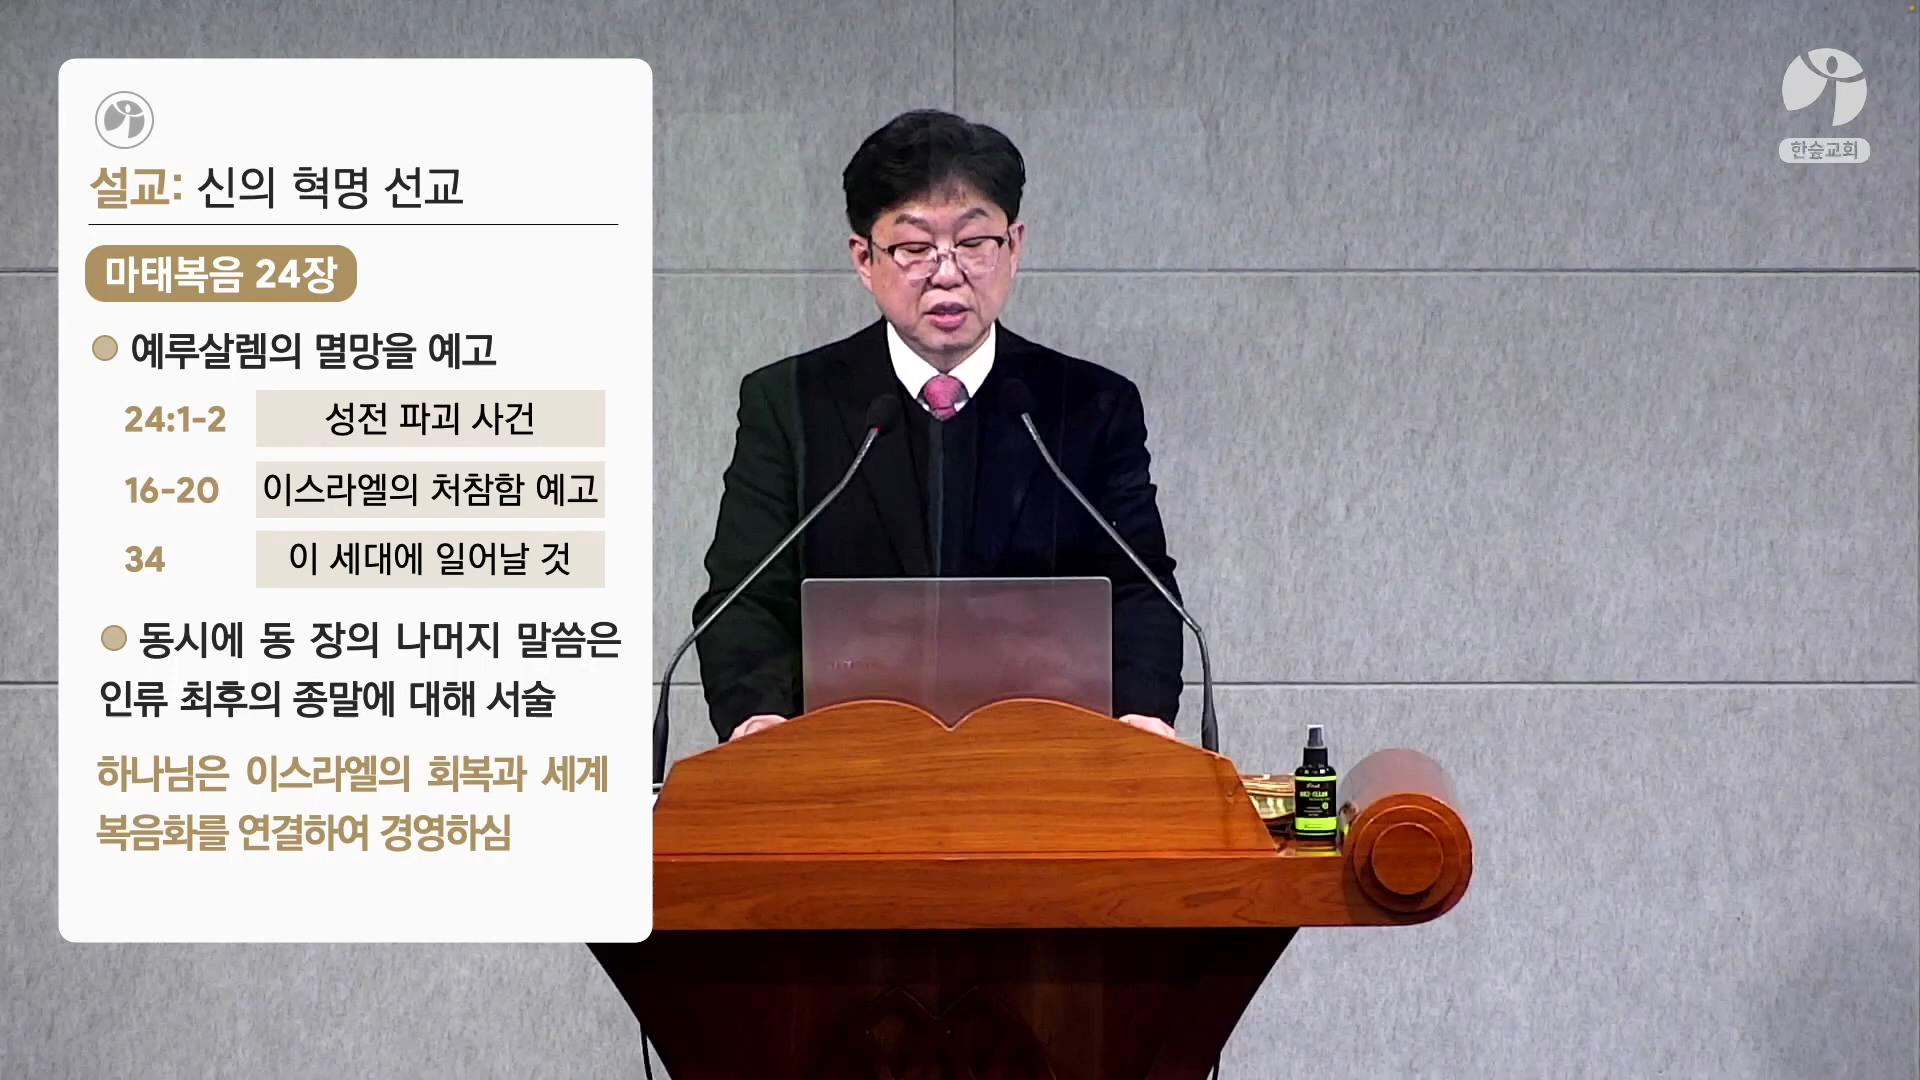 설교: 신의 혁명 선교
마태복음 24장
예루살렘의 멸망을 예고
24:1-2 성전 파괴 사건
16-20 이스라엘의 처참함 예고
34 이 세대에 일어날 것
동시에 동 장의 나머지 말씀은
인류 최후의 종말에 대해 서술
하나님은 이스라엘의 회복과 세계
복음화를 연결하여 경영하심
한숲교회